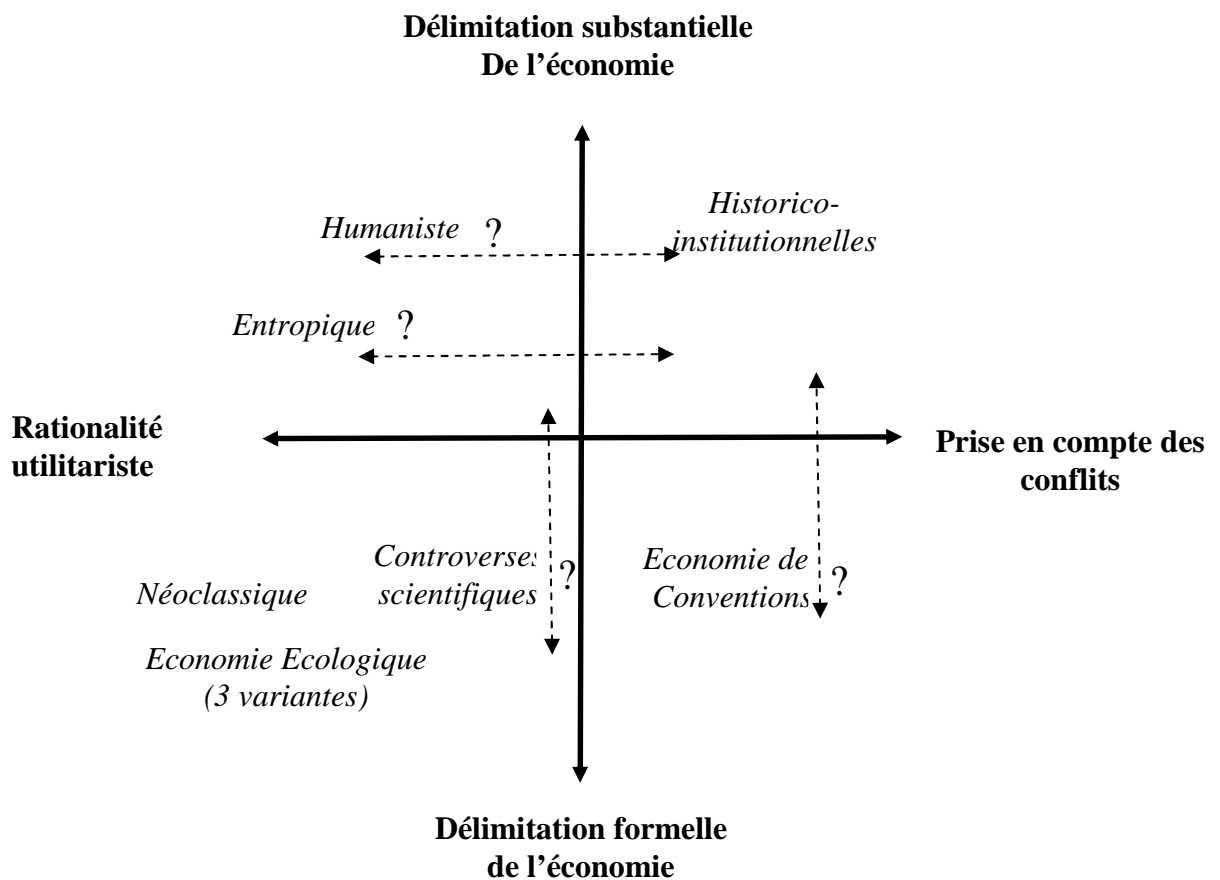 Délimitation substantielle
De l'économie
Historico-
Humaniste ?
institutionnelles
Entropique ?
Rationalité
utilitariste
Prise en compte des
conflits
Controverses
scientifiques ?
Economie de
Conventions ?
Néoclassique
Economie Ecologique
(3 variantes)
Délimitation formelle
de l'économie